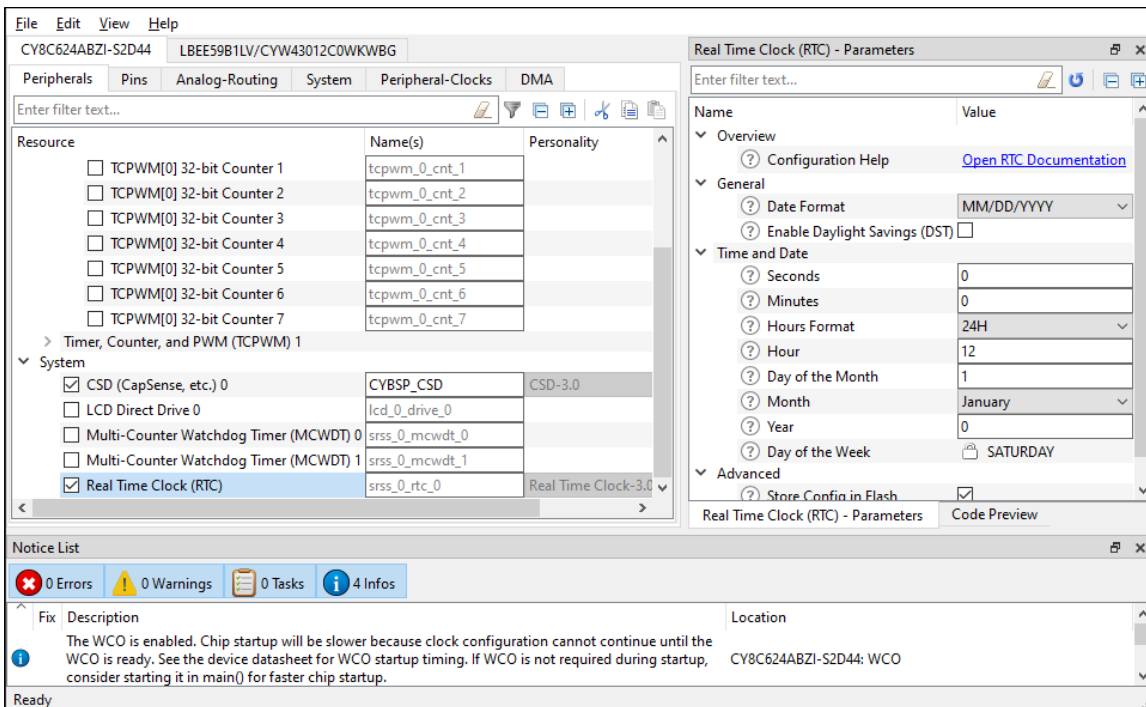 File Edit View Help
CY8C624ABZI-S2D44 LBEE59B1LV/CYW43012C0WKWBG
Peripherals Pins Analog-Routing System Peripheral-Clocks DMA
Enter filter text...
Resource Name(s) Personality
TCPWM[0] 32-bit Counter 1 tcpwm_0_cnt_1
TCPWM[0] 32-bit Counter 2 tcpwm_0_cnt_2
TCPWM[0] 32-bit Counter 3 tcpwm_0_cnt_3
TCPWM[0] 32-bit Counter 4 tcpwm_0_cnt_4
TCPWM[0] 32-bit Counter 5 tcpwm_0_cnt_5
TCPWM[0] 32-bit Counter 6 tcpwm_0_cnt_6
TCPWM[0] 32-bit Counter 7 tcpwm_0_cnt_7
Timer, Counter, and PWM (TCPWM) 1
System
CSD (CapSense, etc.) 0 CYBSP_CSD CSD-3.0
LCD Direct Drive 0 lcd_0_drive_0
Multi-Counter Watchdog Timer (MCWDT) 0 srss_0_mcwdt_0
Multi-Counter Watchdog Timer (MCWDT) 1 srss_0_mcwdt_1
Real Time Clock (RTC) srss_0_rtc_0 Real Time Clock-3.0
Real Time Clock (RTC) - Parameters
Enter filter text...
Name Value
Overview
Configuration Help Open RTC Documentation
General
Date Format MM/DD/YYYY
Enable Daylight Savings (DST)
Time and Date
Seconds 0
Minutes 0
Hours Format 24H
Hour 12
Day of the Month 1
Month January
Year 0
Day of the Week SATURDAY
Advanced
Store Config in Flash
Real Time Clock (RTC) - Parameters Code Preview
Notice List
0 Errors 0 Warnings 0 Tasks 4 Infos
Fix Description Location
The WCO is enabled. Chip startup will be slower because clock configuration cannot continue until the
WCO is ready. See the device datasheet for WCO startup timing. If WCO is not required during startup, CY8C624ABZI-S2D44: WCO
consider starting it in main() for faster chip startup.
Ready